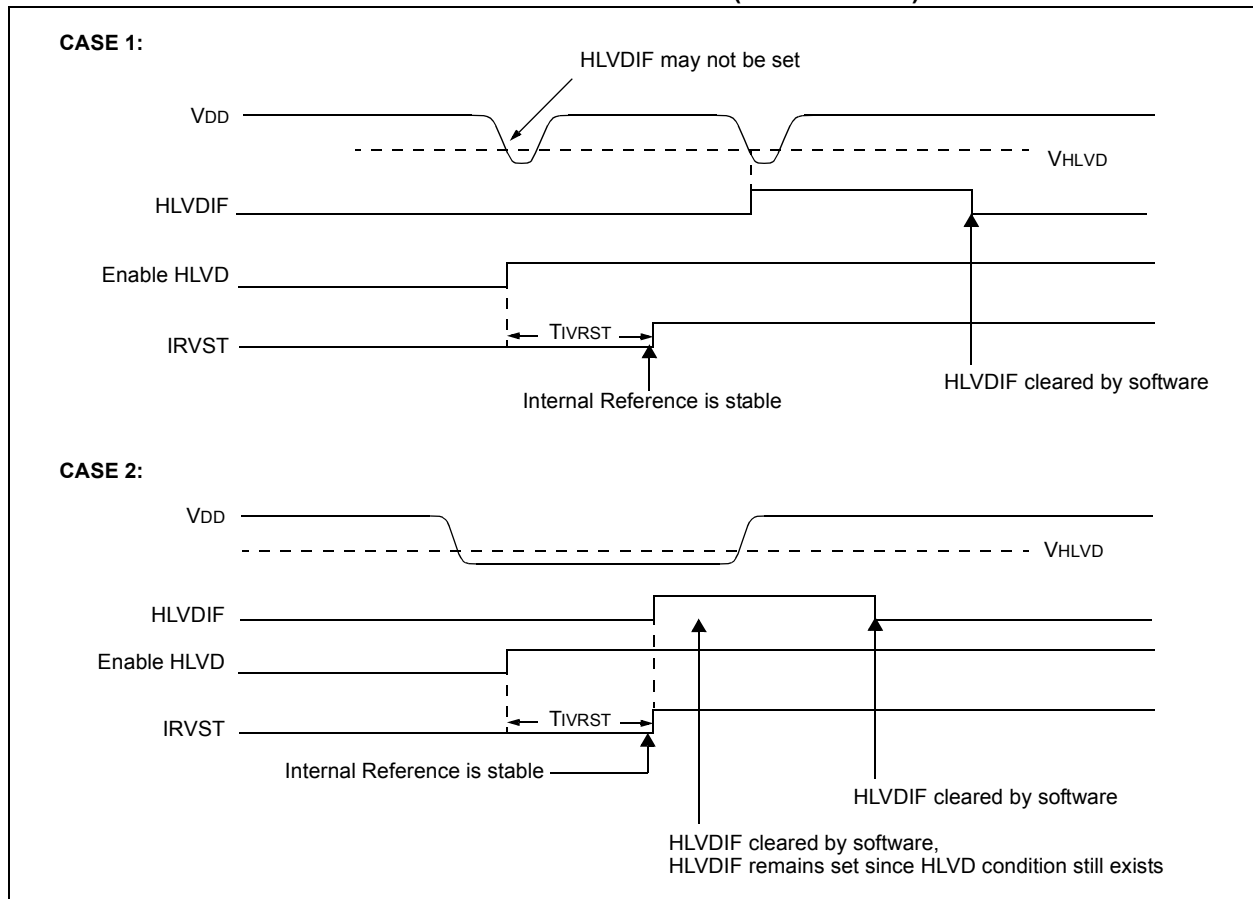 CASE 1:
HLVDIF may not be set
VDD
VHLVD
HLVDIF
Enable HLVD
TIVRST
IRVST
HLVDIF cleared by software
Internal Reference is stable
CASE 2:
VDD
VHLVD
HLVDIF
Enable HLVD
TIVRST
IRVST
Internal Reference is stable
HLVDIF cleared by software
HLVDIF cleared by software,
HLVDIF remains set since HLVD condition still exists